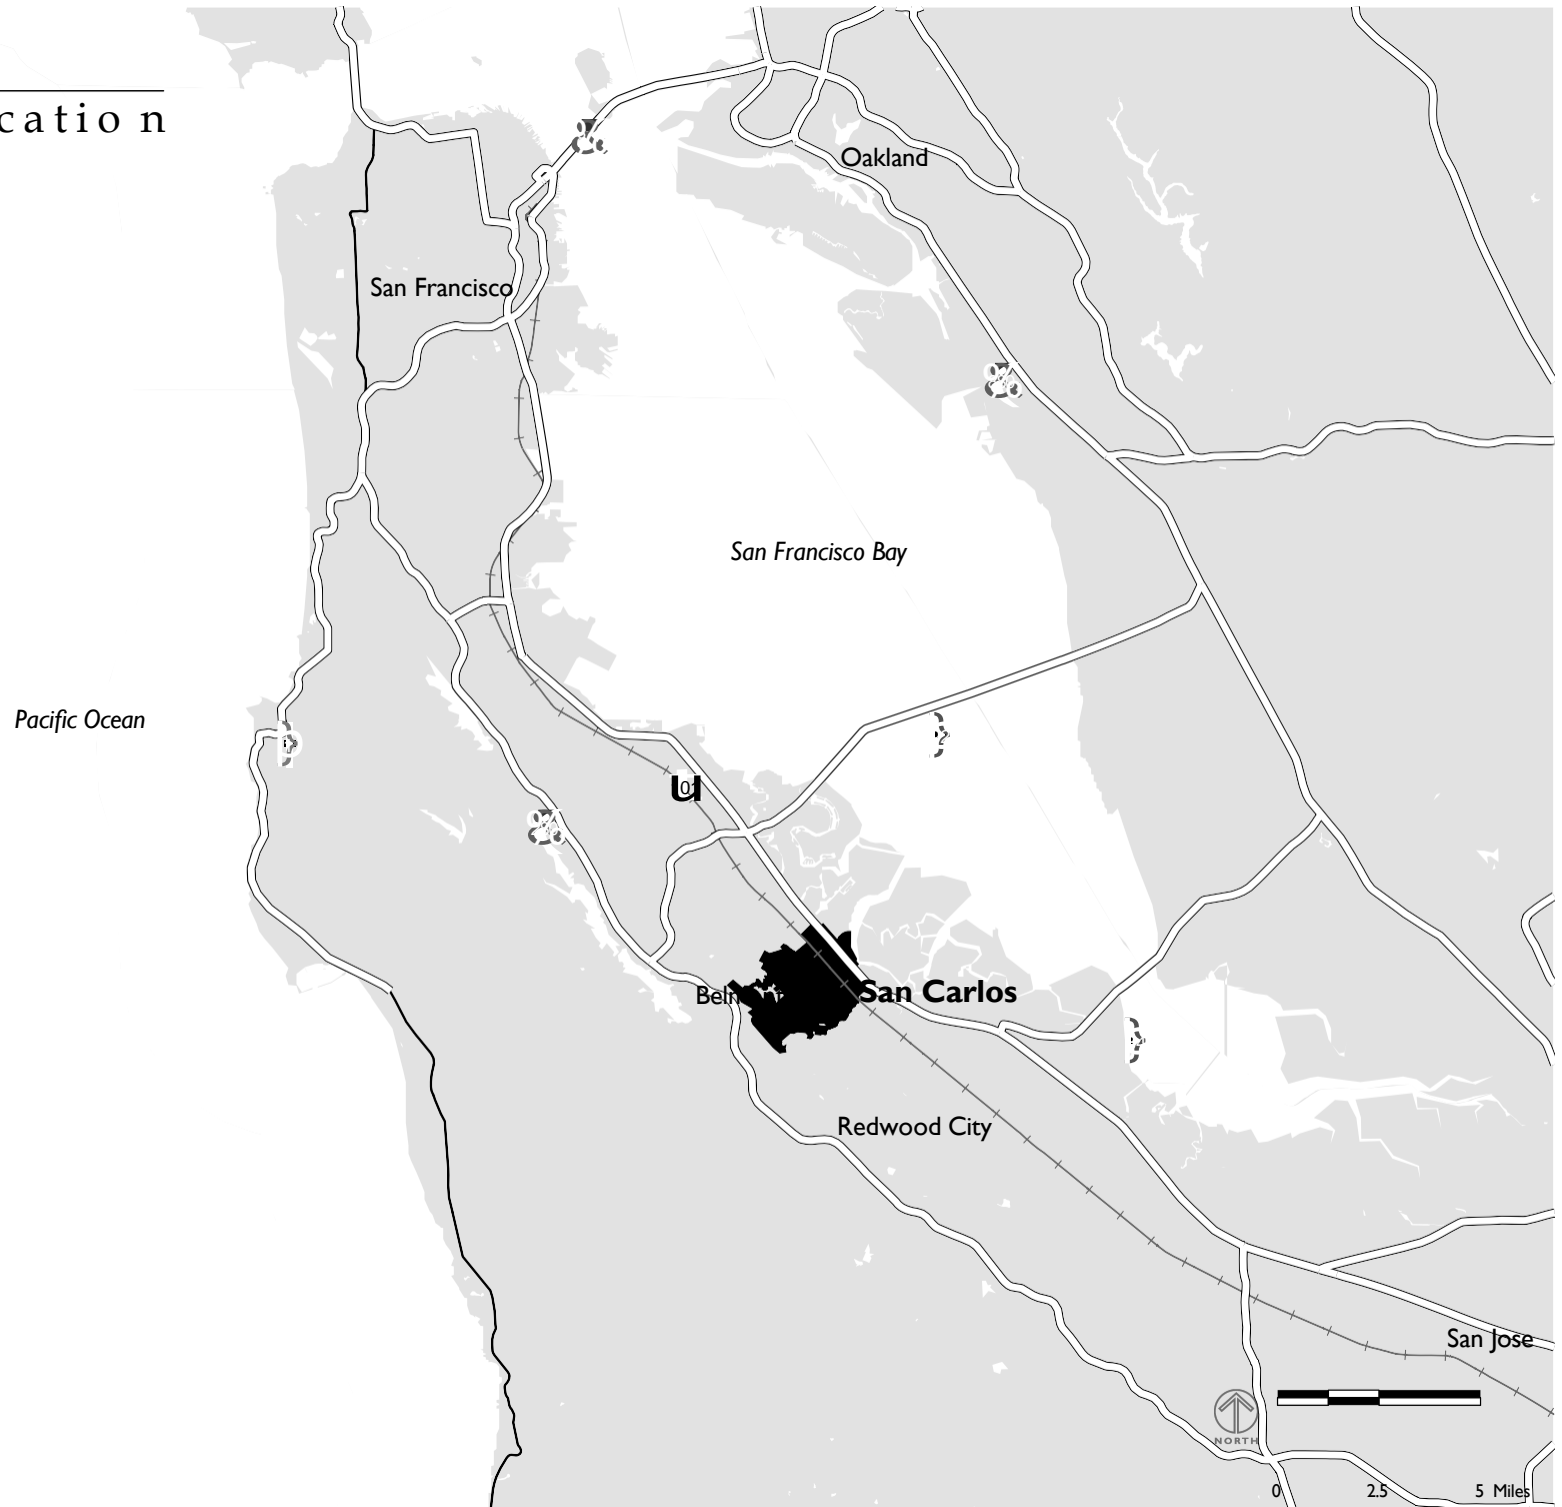 cation
Oakland
San Francisco
San Francisco Bay
Pacific Ocean
San Carlos
Redwood City
San Jose
NORTH
0 2.5 5 Miles